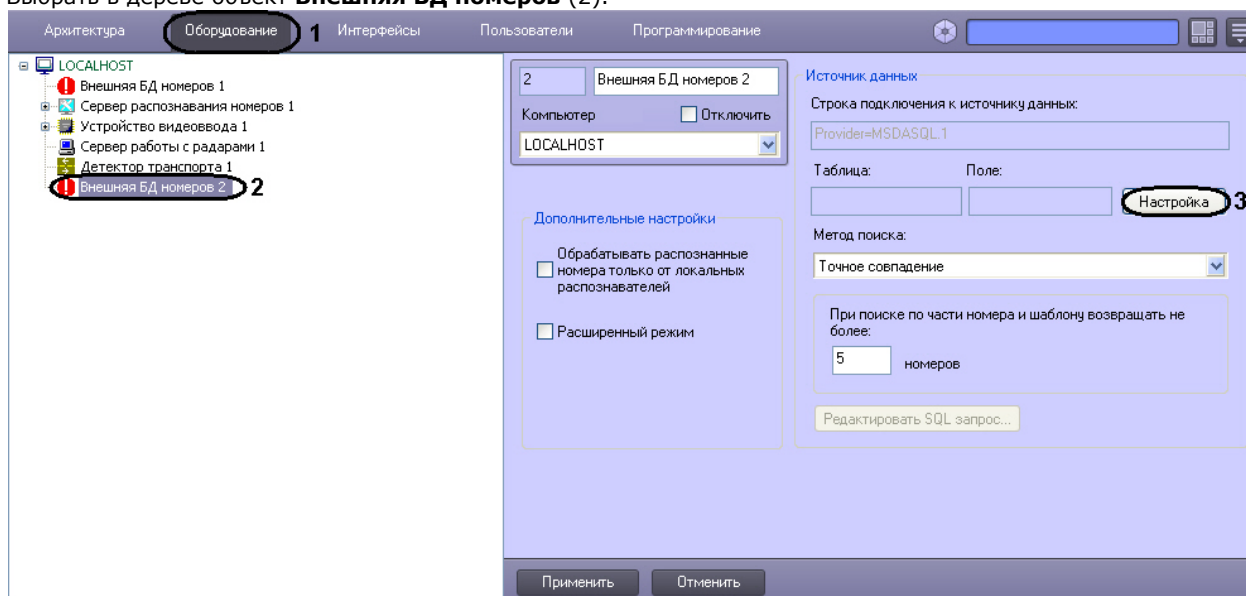 Выбрать в дереве объект Внешняя БД номеров (2).
Архитектура Оборудование 1 Интерфейсы Пользователи Программирование
LOCALHOST
Внешняя БД номеров 1
Сервер распознавания номеров 1
Устройство видеоввода 1
Сервер работы с радарами 1
Детектор транспорта 1
Внешняя БД номеров 2 2
2 Внешняя БД номеров 2
Компьютер Отключить
LOCALHOST
Дополнительные настройки
Обрабатывать распознанные
номера только от локальных
распознавателей
Расширенный режим
Источник данных
Строка подключения к источнику данных:
Provider=MSDASQL.1
Таблица: Поле:
Настройка 3
Метод поиска:
Точное совпадение
При поиске по части номера и шаблону возвращать не
более:
5 номеров
Редактировать SQL запрос...
Применить Отменить